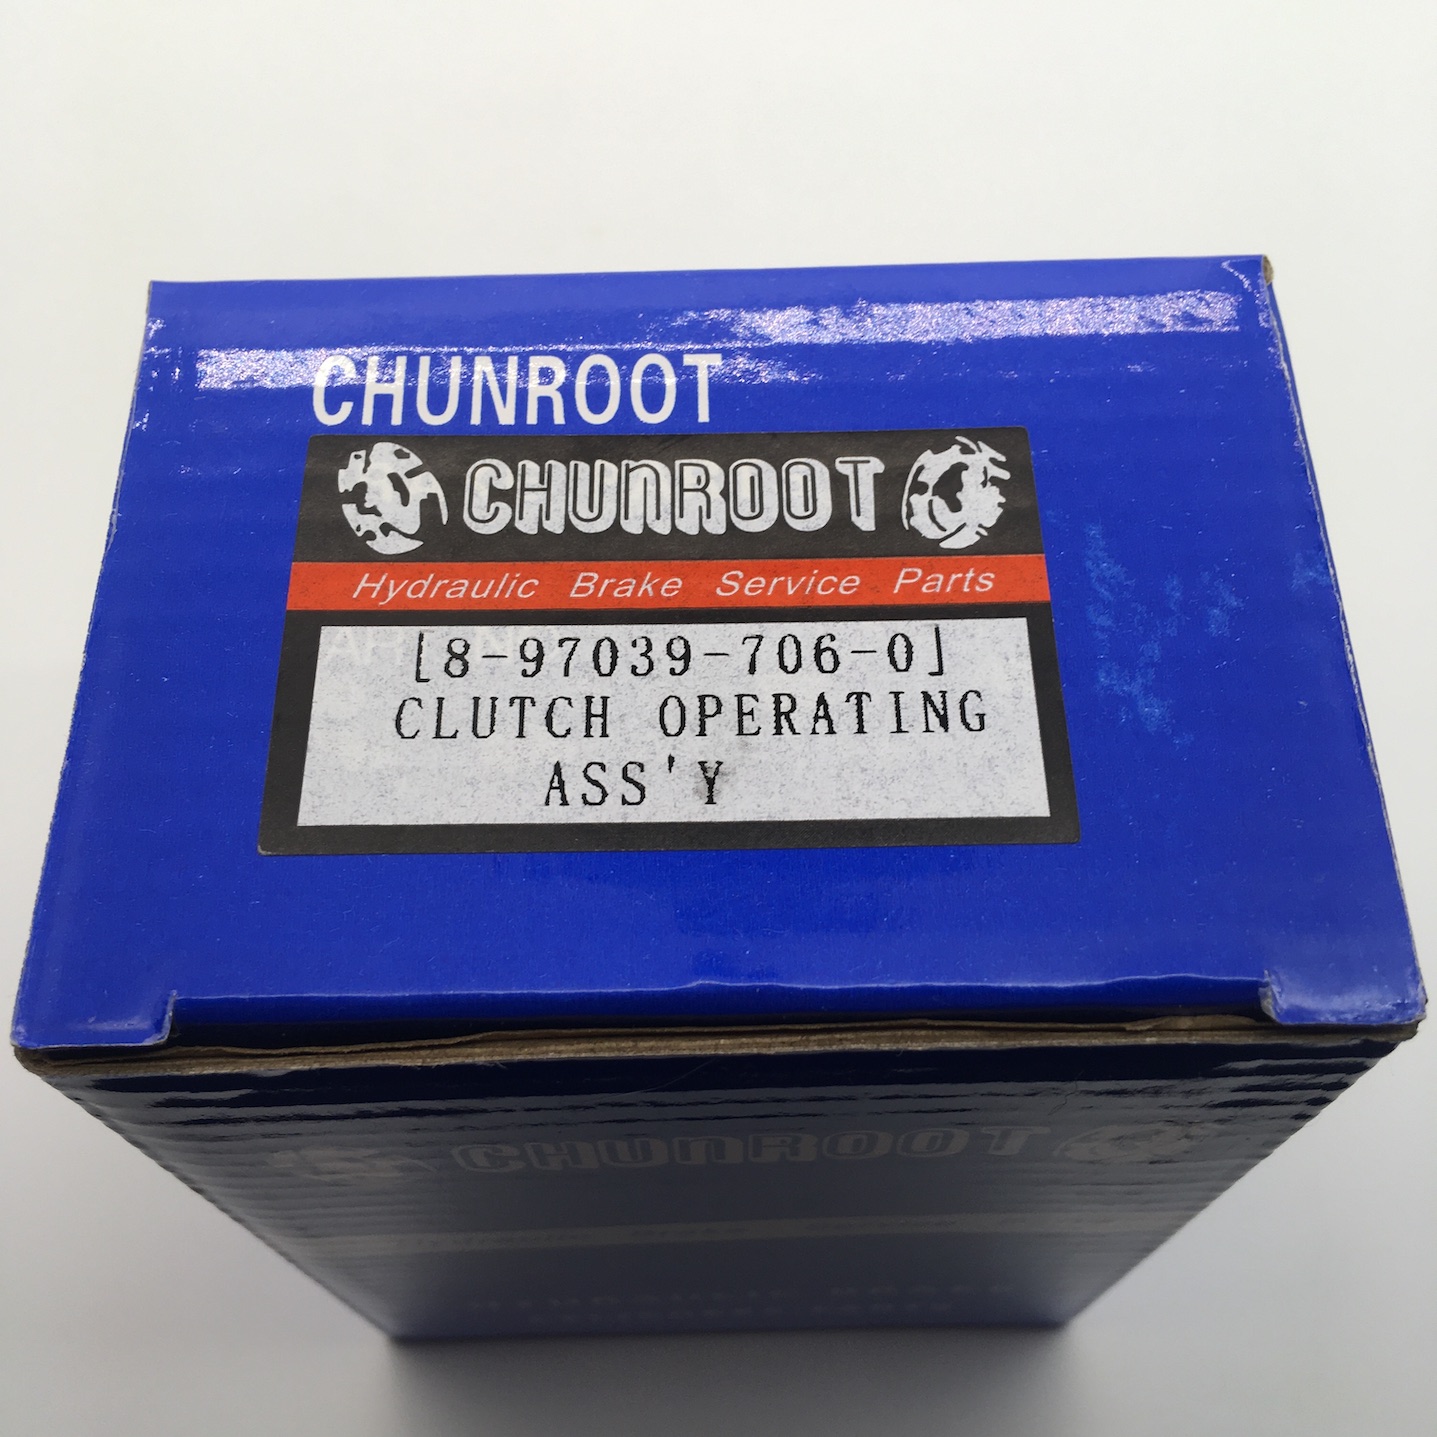 CHUNROOT
CHUNROOT
Hydraulic Brake Service Parts
[8-97039-706-0]
CLUTCH OPERATING
ASS'Y
CHUNROOT